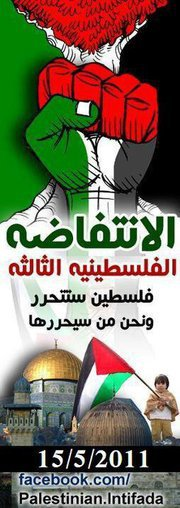 الانتفاضه
الفلسطينيه الثالثه
فلسطين ستتحرر
ونحن من سيحررها
15/5/2011
facebook.com/
Palestinian.Intifada